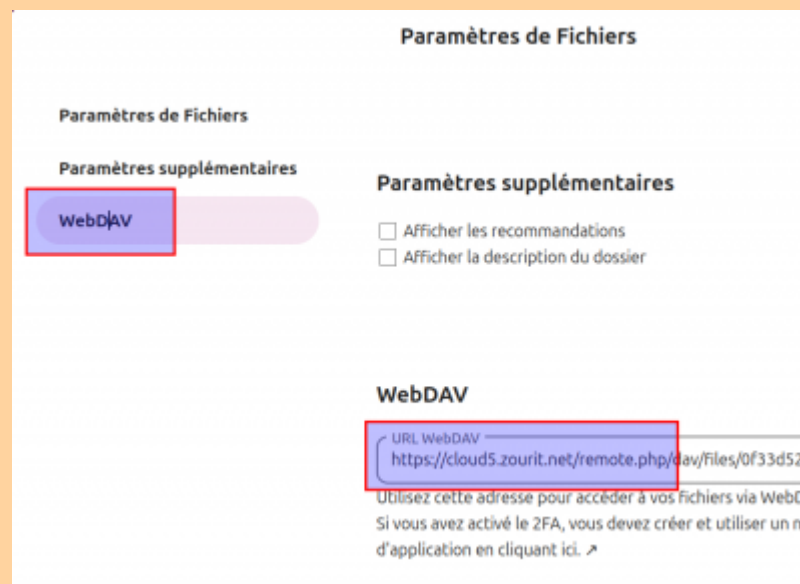 Paramètres de Fichiers
Paramètres de Fichiers
Paramètres supplémentaires
WebDAV
Paramètres supplémentaires
Afficher les recommandations
Afficher la description du dossier
WebDAV
URL WebDAV
https://cloud5.zourit.net/remote.php/dav/files/0f33d52
Utilisez cette adresse pour accéder à vos fichiers via WebD
Si vous avez activé le 2FA, vous devez créer et utiliser un n
d'application en cliquant ici. ↗